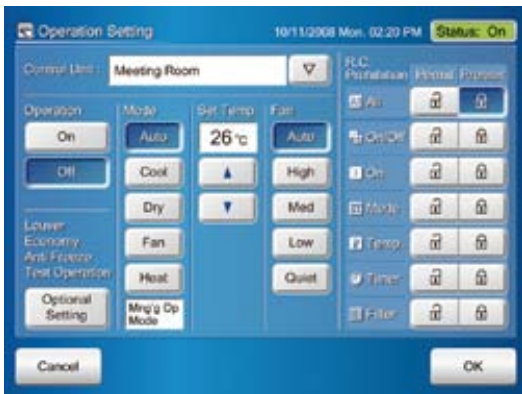 Operation Setting
10/11/2008 Mon. 02:20 PM
Status: On
Control Unit :
Meeting Room
R.C.
Prohibition
Permit
Operation
Mode
Set Temp
Fan
All
On
Auto
26 °C
Auto
On/Off
Off
Cool
High
On
Dry
Med
Mode
Louver
Economy
Anti Freeze
Test Operation
Fan
Low
Temp.
Heat
Quiet
Timer
Optional
Setting
Mng'g Op
Mode
Filter
Cancel
OK